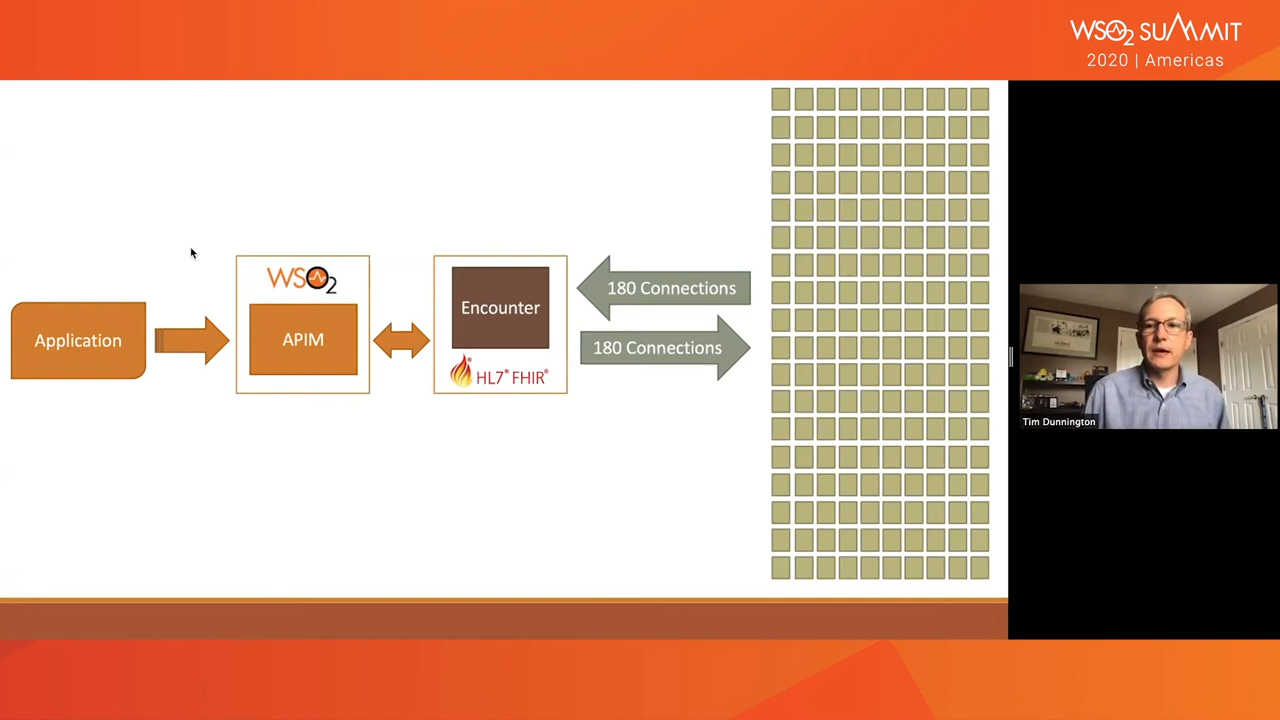 WSO2 SUMMIT
2020 | Americas
Application
WSO2
APIM
Encounter
HL7® FHIR®
180 Connections
180 Connections
Tim Dunnington